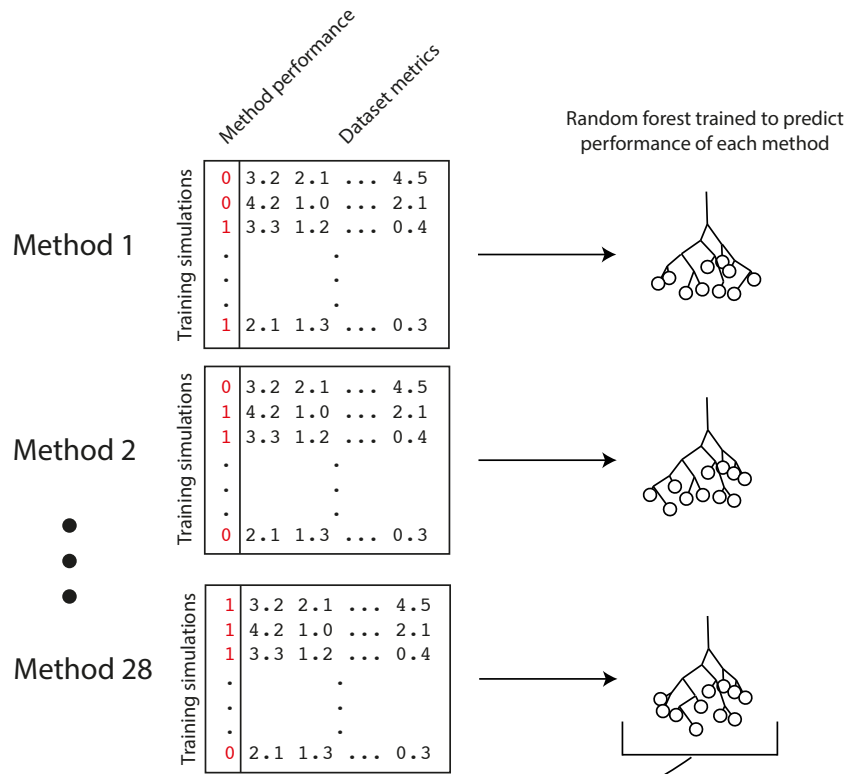 Method performance
Dataset metrics
Random forest trained to predict
performance of each method
Method 1
Training simulations
0 3.2 2.1 ... 4.5
0 4.2 1.0 ... 2.1
1 3.3 1.2 ... 0.4
. .
. .
. .
1 2.1 1.3 ... 0.3
Method 2
Training simulations
0 3.2 2.1 ... 4.5
1 4.2 1.0 ... 2.1
1 3.3 1.2 ... 0.4
. .
. .
. .
0 2.1 1.3 ... 0.3
Method 28
Training simulations
1 3.2 2.1 ... 4.5
1 4.2 1.0 ... 2.1
1 3.3 1.2 ... 0.4
. .
. .
. .
0 2.1 1.3 ... 0.3